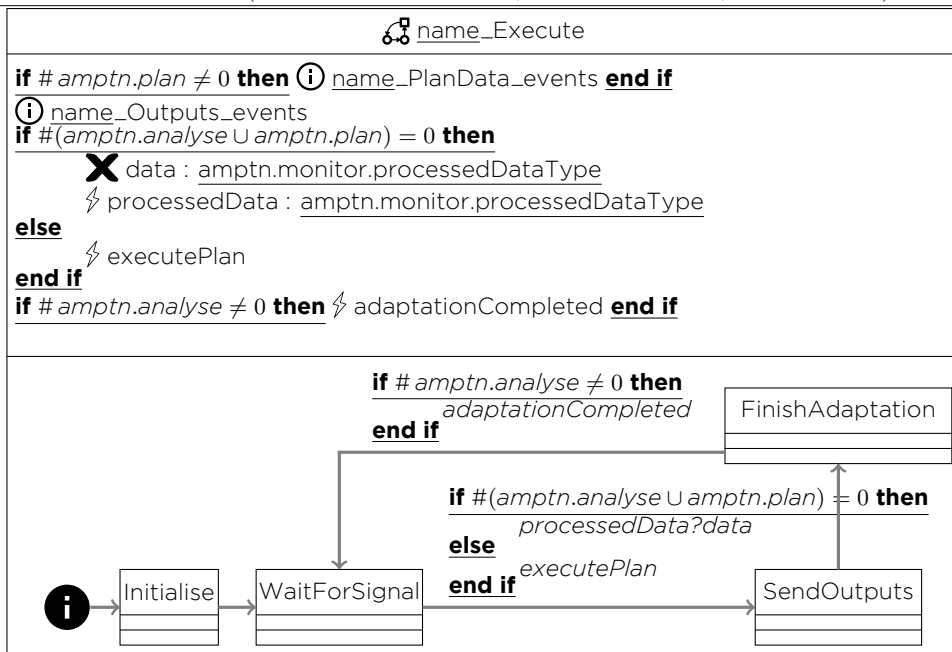 name_Execute
if # amptn.plan ≠ 0 then i name_PlanData_events end if
i name_Outputs_events
if #(amptn.analyse ∪ amptn.plan) = 0 then
data : amptn.monitor.processedDataType
processedData : amptn.monitor.processedDataType
else
executePlan
end if
if # amptn.analyse ≠ 0 then adaptationCompleted end if
if # amptn.analyse ≠ 0 then
adaptationCompleted
end if
FinishAdaptation
if #(amptn.analyse ∪ amptn.plan) = 0 then
processedData?data
else
executePlan
end if
i
Initialise
WaitForSignal
SendOutputs